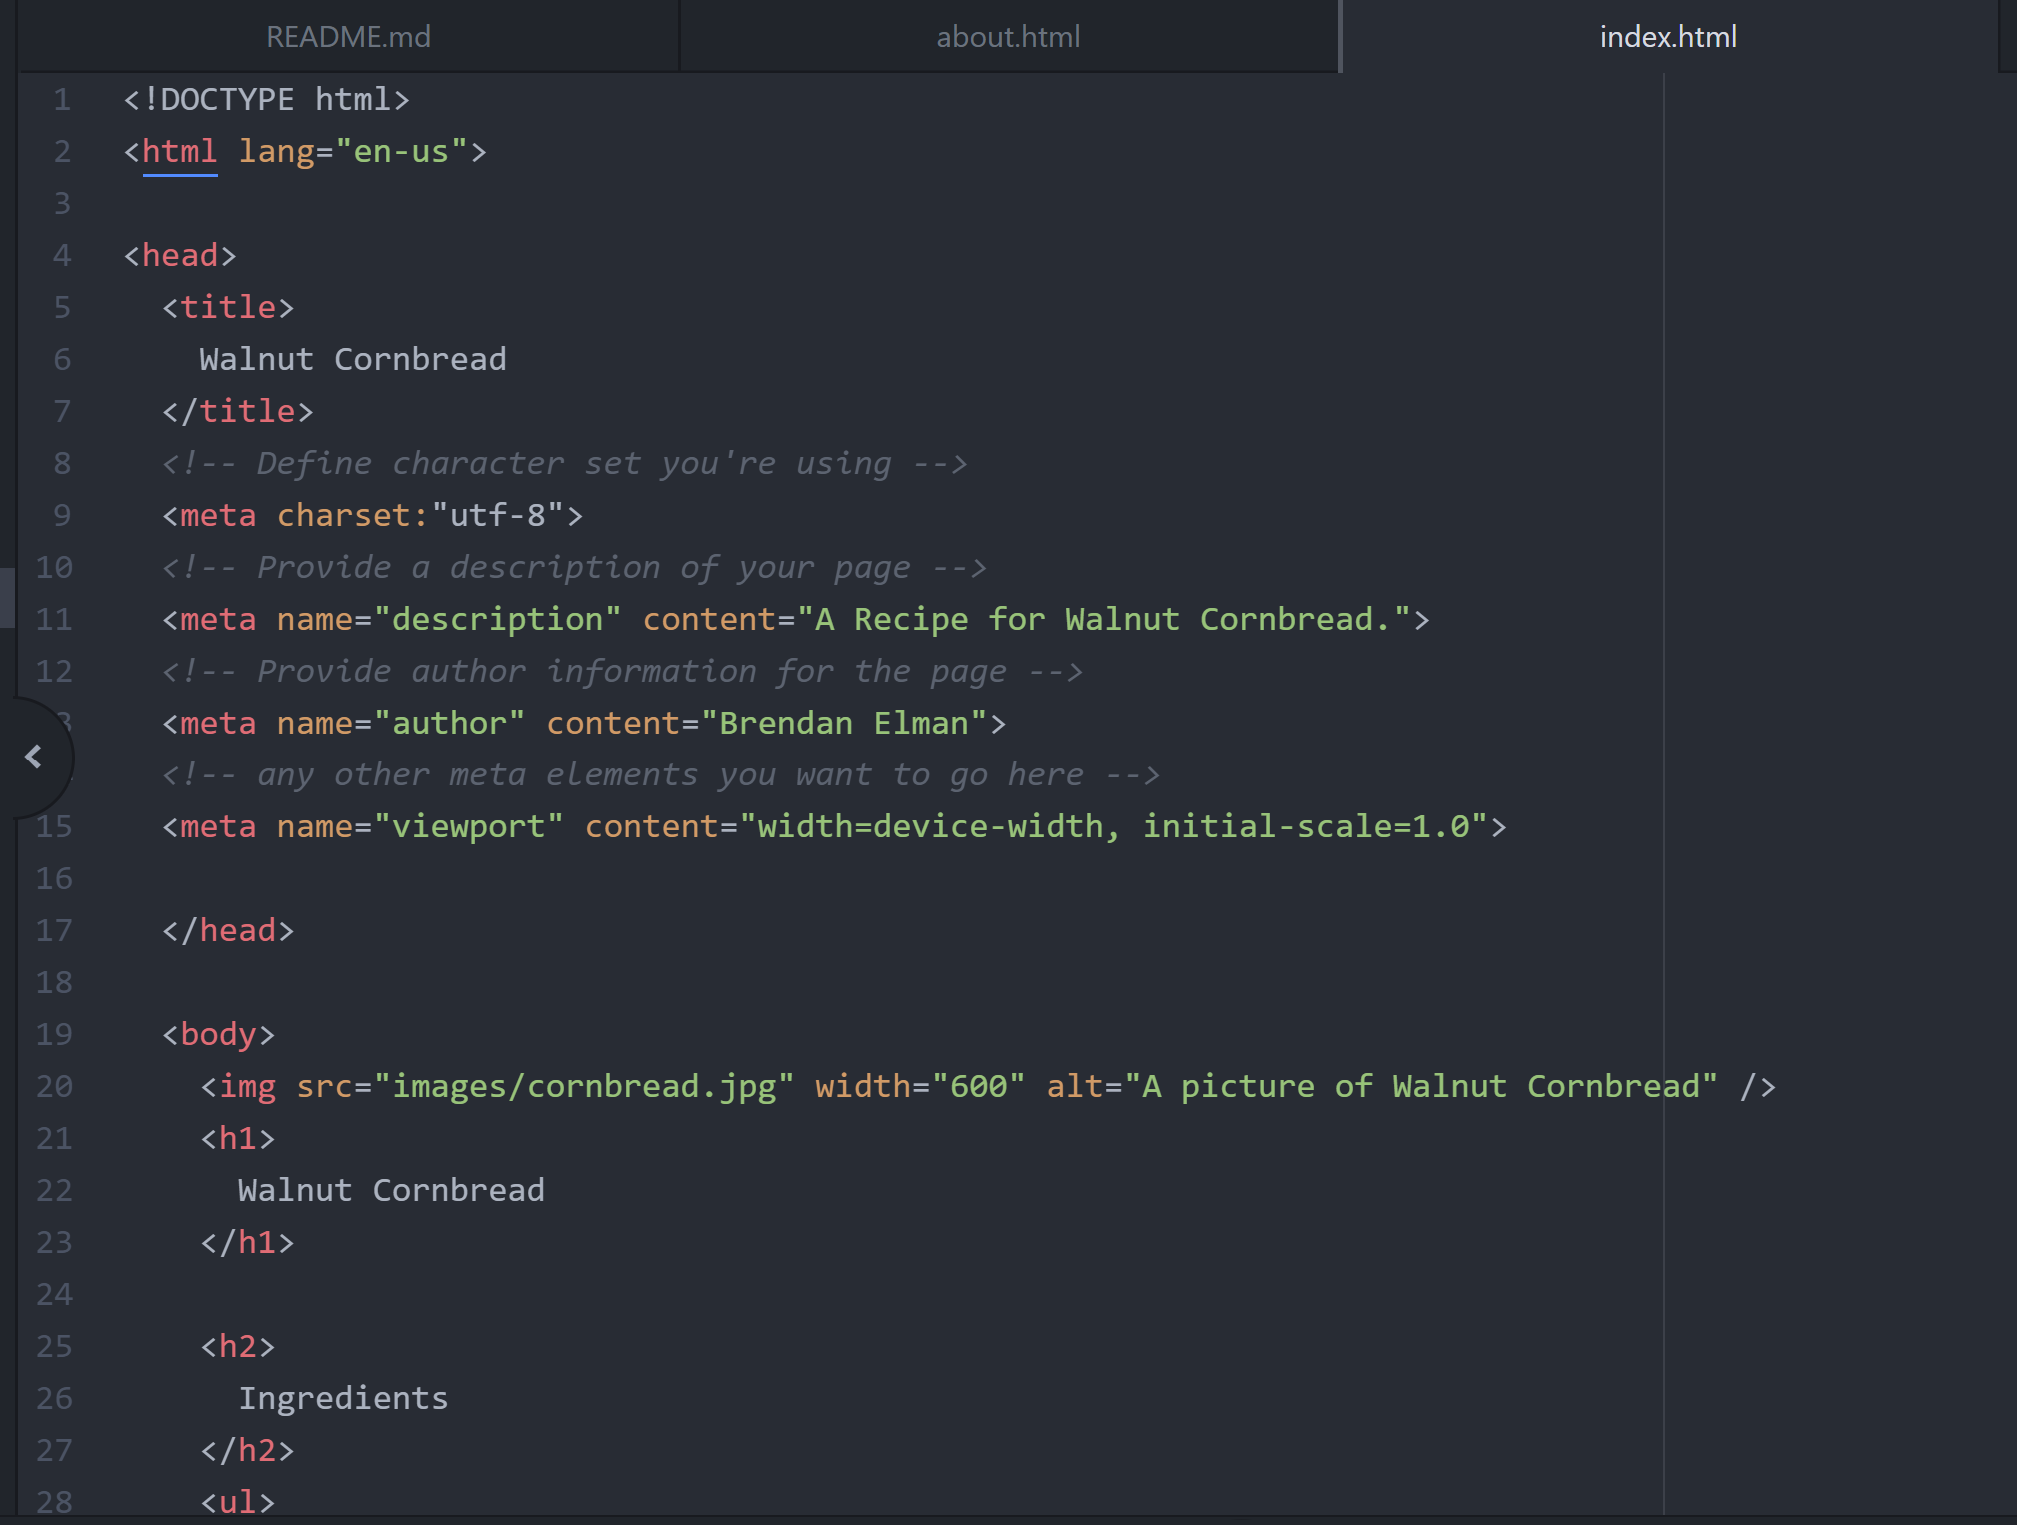 README.md about.html index.html
1 <!DOCTYPE html>
2 <html lang="en-us">
3
4 <head>
5 <title>
6 Walnut Cornbread
7 </title>
8 <!-- Define character set you're using -->
9 <meta charset:"utf-8">
10 <!-- Provide a description of your page -->
11 <meta name="description" content="A Recipe for Walnut Cornbread.">
12 <!-- Provide author information for the page -->
3 <meta name="author" content="Brendan Elman">
<!-- any other meta elements you want to go here -->
15 <meta name="viewport" content="width=device-width, initial-scale=1.0">
16
17 </head>
18
19 <body>
20 <img src="images/cornbread.jpg" width="600" alt="A picture of Walnut Cornbread" />
21 <h1>
22 Walnut Cornbread
23 </h1>
24
25 <h2>
26 Ingredients
27 </h2>
28 <ul>